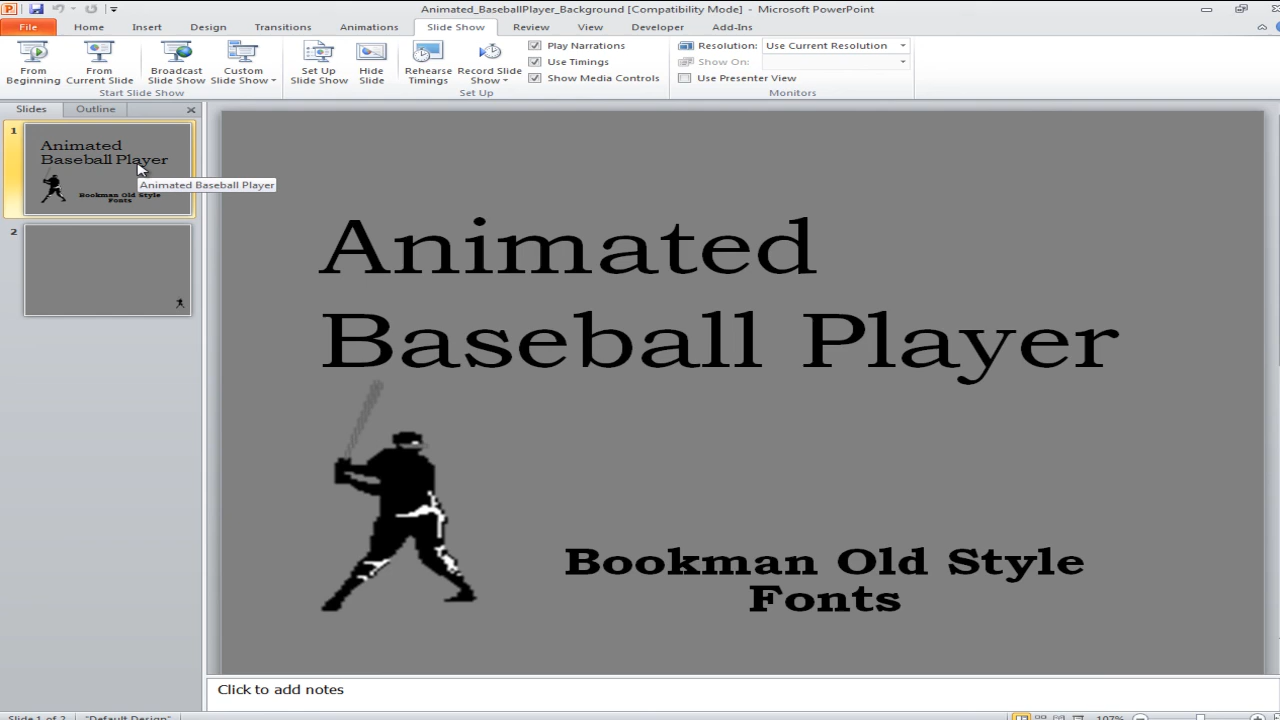 Animated_BaseballPlayer_Background [Compatibility Mode] - Microsoft PowerPoint
File Home Insert Design Transitions Animations Slide Show Review View Developer Add-Ins
From Beginning
From Current Slide
Broadcast Slide Show
Custom Slide Show
Start Slide Show
Set Up Slide Show
Hide Slide
Rehearse Timings
Record Slide Show
Play Narrations
Use Timings
Show Media Controls
Set Up
Resolution: Use Current Resolution
Show On:
Use Presenter View
Monitors
Slides Outline
1
Animated
Baseball Player
Bookman Old Style
Fonts
Animated Baseball Player
2
Animated
Baseball Player
Bookman Old Style
Fonts
Click to add notes
Slide 1 of 2 "Default Design" 107%